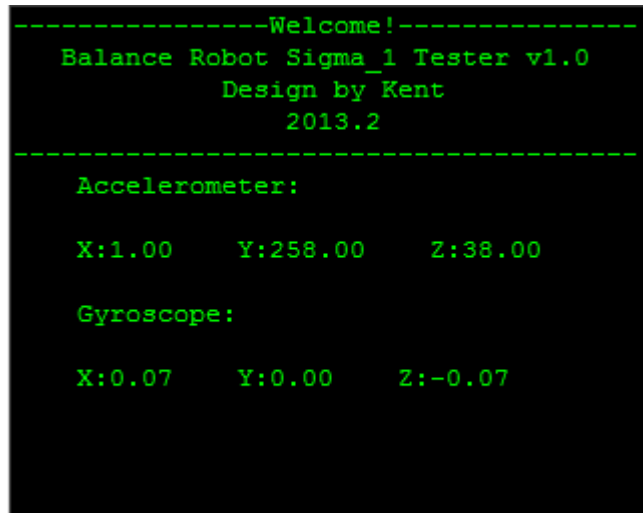 ----------------Welcome!---------------
Balance Robot Sigma_1 Tester v1.0
Design by Kent
2013.2
---------------------------------------
Accelerometer:
X:1.00 Y:258.00 Z:38.00
Gyroscope:
X:0.07 Y:0.00 Z:-0.07